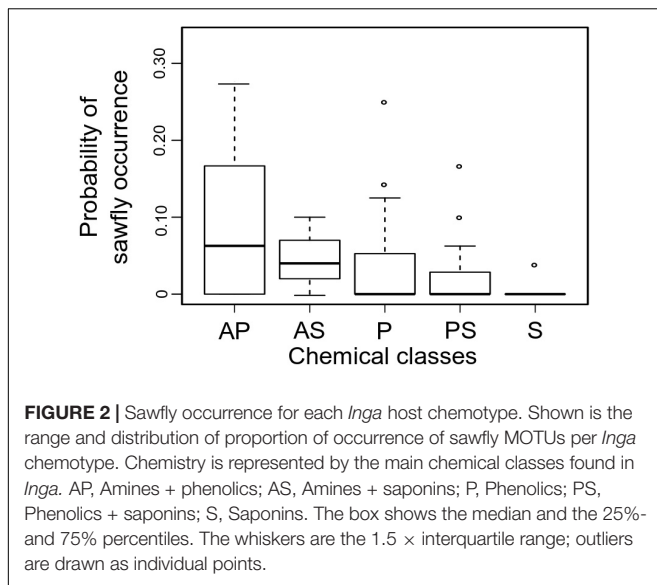 Probability of
sawfly occurrence
0.30
0.20
0.10
0
AP AS P PS S
Chemical classes
FIGURE 2 | Sawfly occurrence for each Inga host chemotype. Shown is the
range and distribution of proportion of occurrence of sawfly MOTUs per Inga
chemotype. Chemistry is represented by the main chemical classes found in
Inga. AP, Amines + phenolics; AS, Amines + saponins; P, Phenolics; PS,
Phenolics + saponins; S, Saponins. The box shows the median and the 25%-
and 75% percentiles. The whiskers are the 1.5 × interquartile range; outliers
are drawn as individual points.